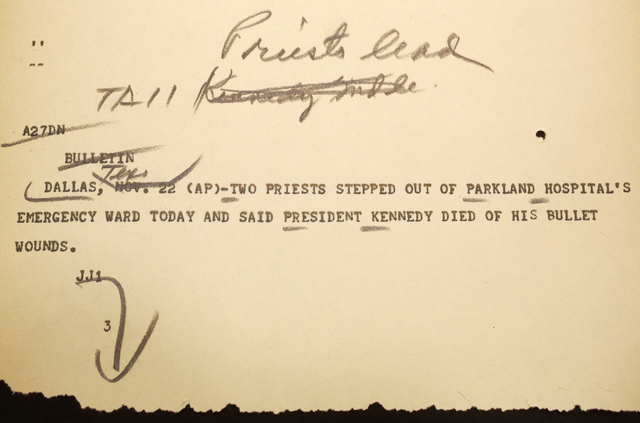 Priests lead
TA11 Kennedy
A27DN
BULLETIN
Tex
DALLAS, NOV. 22 (AP)-TWO PRIESTS STEPPED OUT OF PARKLAND HOSPITAL'S
EMERGENCY WARD TODAY AND SAID PRESIDENT KENNEDY DIED OF HIS BULLET
WOUNDS.
JJ1
3